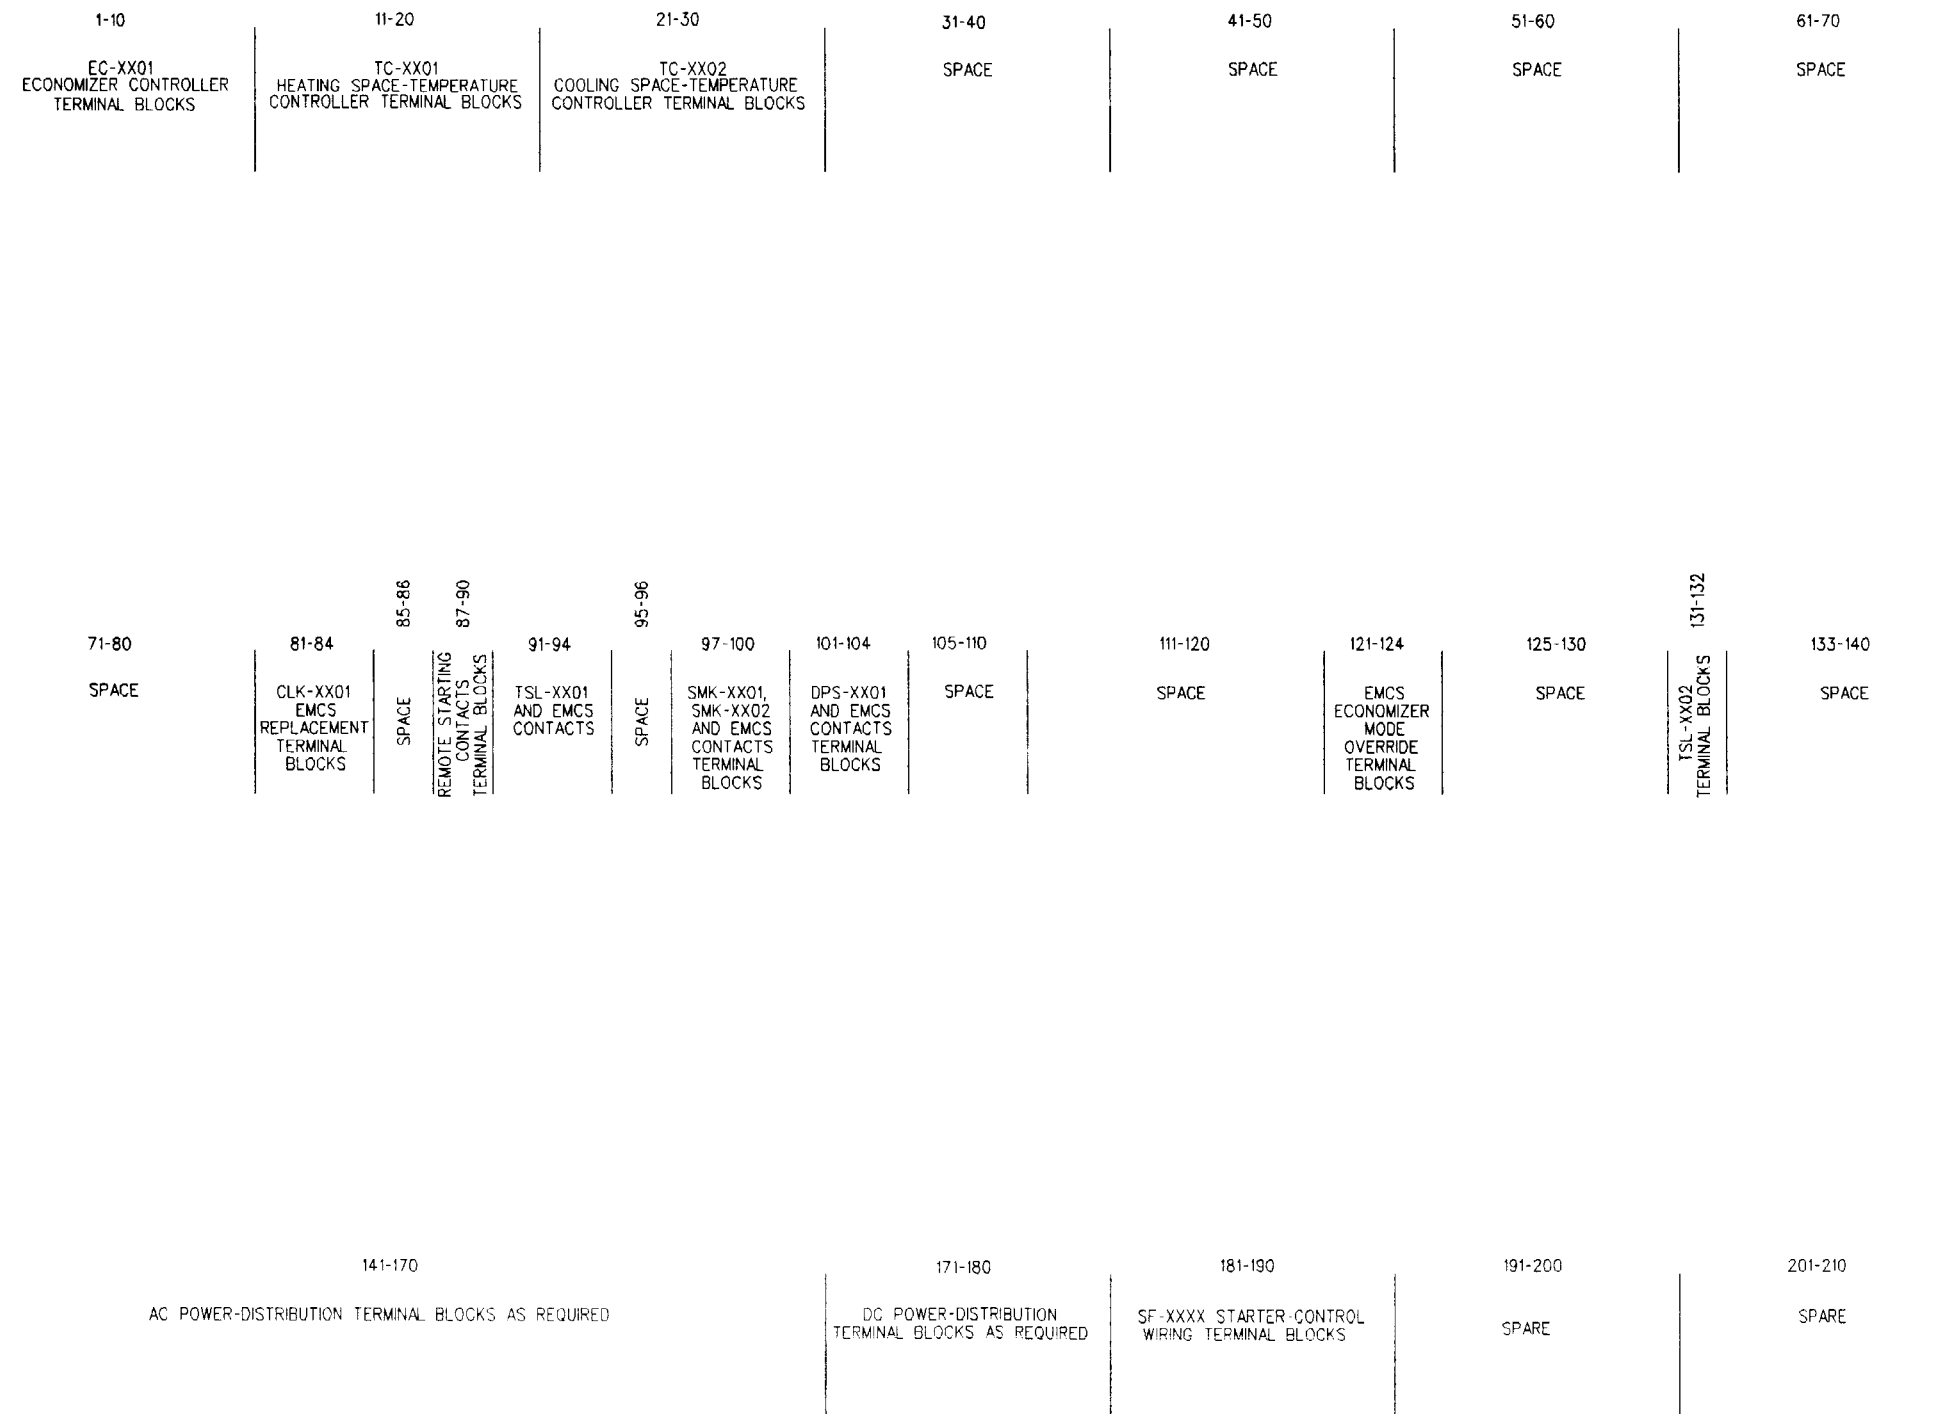 1-10
EC-XX01
ECONOMIZER CONTROLLER
TERMINAL BLOCKS
11-20
TC-XX01
HEATING SPACE-TEMPERATURE
CONTROLLER TERMINAL BLOCKS
21-30
TC-XX02
COOLING SPACE-TEMPERATURE
CONTROLLER TERMINAL BLOCKS
31-40
SPACE
41-50
SPACE
51-60
SPACE
61-70
SPACE
71-80
SPACE
81-84
CLK-XX01
EMCS
REPLACEMENT
TERMINAL
BLOCKS
85-86
SPACE
87-90
REMOTE STARTING
CONTACTS
TERMINAL BLOCKS
91-94
TSL-XX01
AND EMCS
CONTACTS
95-96
SPACE
97-100
SMK-XX01,
SMK-XX02
AND EMCS
CONTACTS
TERMINAL
BLOCKS
101-104
DPS-XX01
AND EMCS
CONTACTS
TERMINAL
BLOCKS
105-110
SPACE
111-120
SPACE
121-124
EMCS
ECONOMIZER
MODE
OVERRIDE
TERMINAL
BLOCKS
125-130
SPACE
131-132
TSL-XX02
TERMINAL BLOCKS
133-140
SPACE
141-170
AC POWER-DISTRIBUTION TERMINAL BLOCKS AS REQUIRED
171-180
DC POWER-DISTRIBUTION
TERMINAL BLOCKS AS REQUIRED
181-190
SF-XXXX STARTER-CONTROL
WIRING TERMINAL BLOCKS
191-200
SPARE
201-210
SPARE